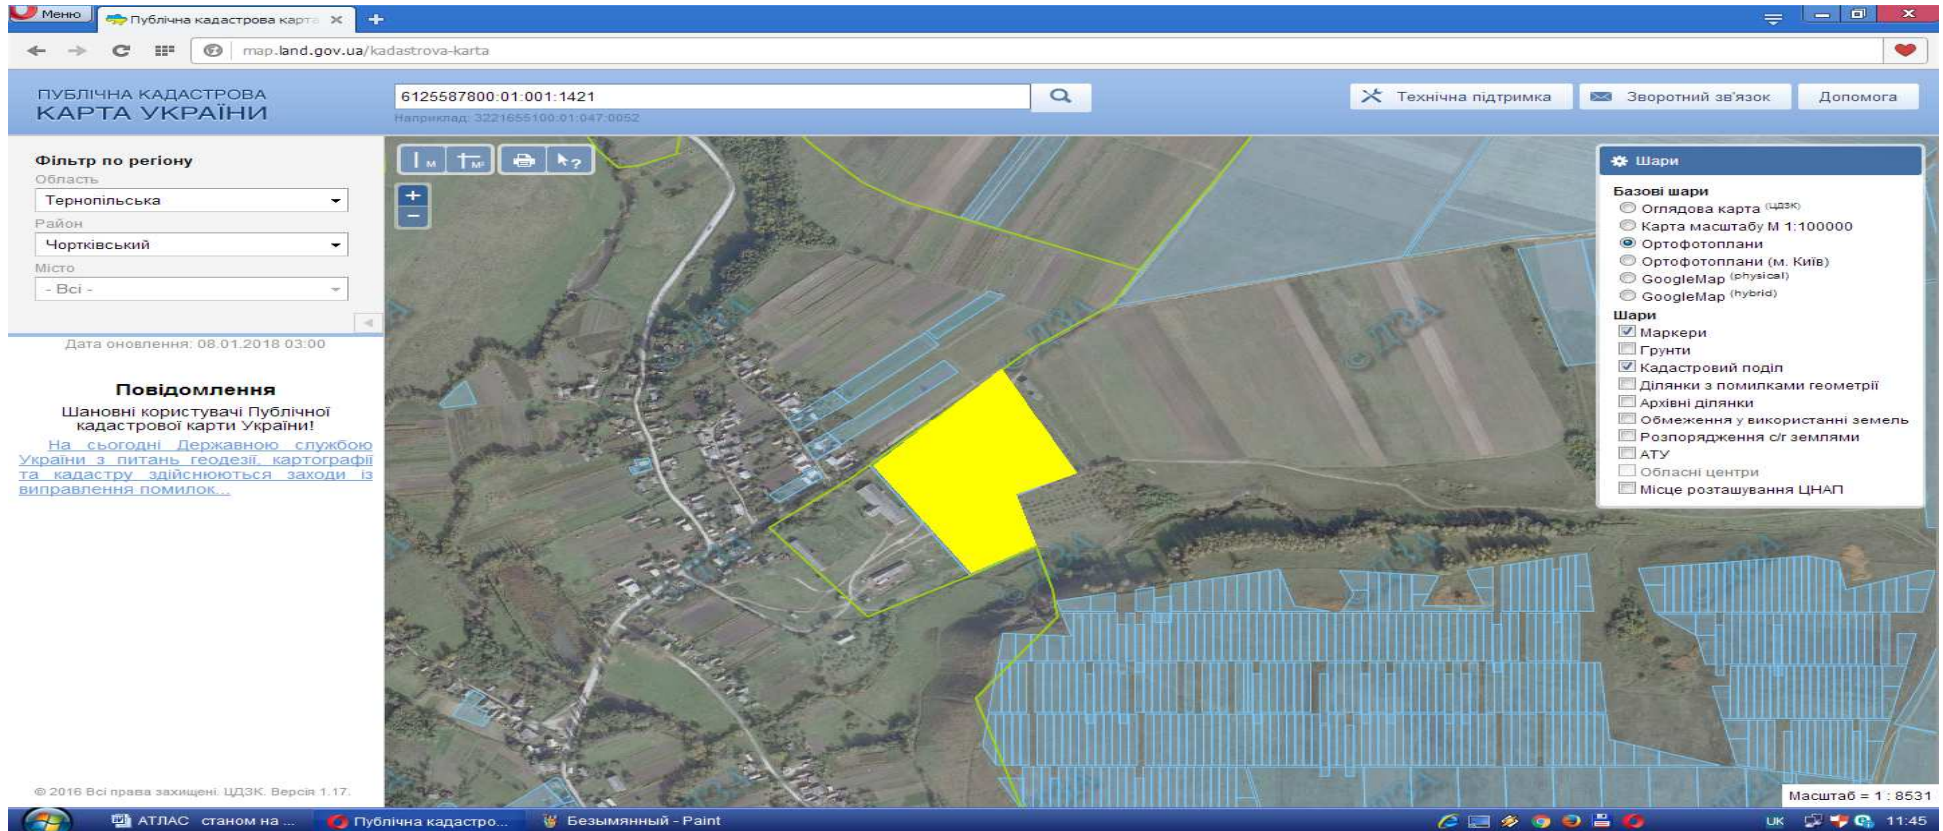 Меню
Публічна кадастрова карта
map.land.gov.ua/kadastrova-karta
ПУБЛІЧНА КАДАСТРОВА
КАРТА УКРАЇНИ
6125587800:01:001:1421
Наприклад: 3221655100:01:047:0052
Технічна підтримка
Зворотний зв'язок
Допомога
Фільтр по регіону
Область
Тернопільська
Район
Чортківський
Місто
- Всі -
Дата оновлення: 08.01.2018 03:00
Повідомлення
Шановні користувачі Публічної
кадастрової карти України!
На сьогодні Державною службою
України з питань геодезії, картографії
та кадастру здійснюються заходи із
виправлення помилок...
© 2016 Всі права захищені. ЦДЗК. Версія 1.17.
М
М²
+
−
© ДЗА
Шари
Базові шари
Оглядова карта (ЦДЗК)
Карта масштабу М 1:100000
Ортофотоплани
Ортофотоплани (м. Київ)
GoogleMap (physical)
GoogleMap (hybrid)
Шари
Маркери
Грунти
Кадастровий поділ
Ділянки з помилками геометрії
Архівні ділянки
Обмеження у використанні земель
Розпорядження с/г землями
АТУ
Обласні центри
Місце розташування ЦНАП
Масштаб = 1 : 8531
АТЛАС станом на ...
Публічна кадастро...
Безымянный - Paint
UK
11:45